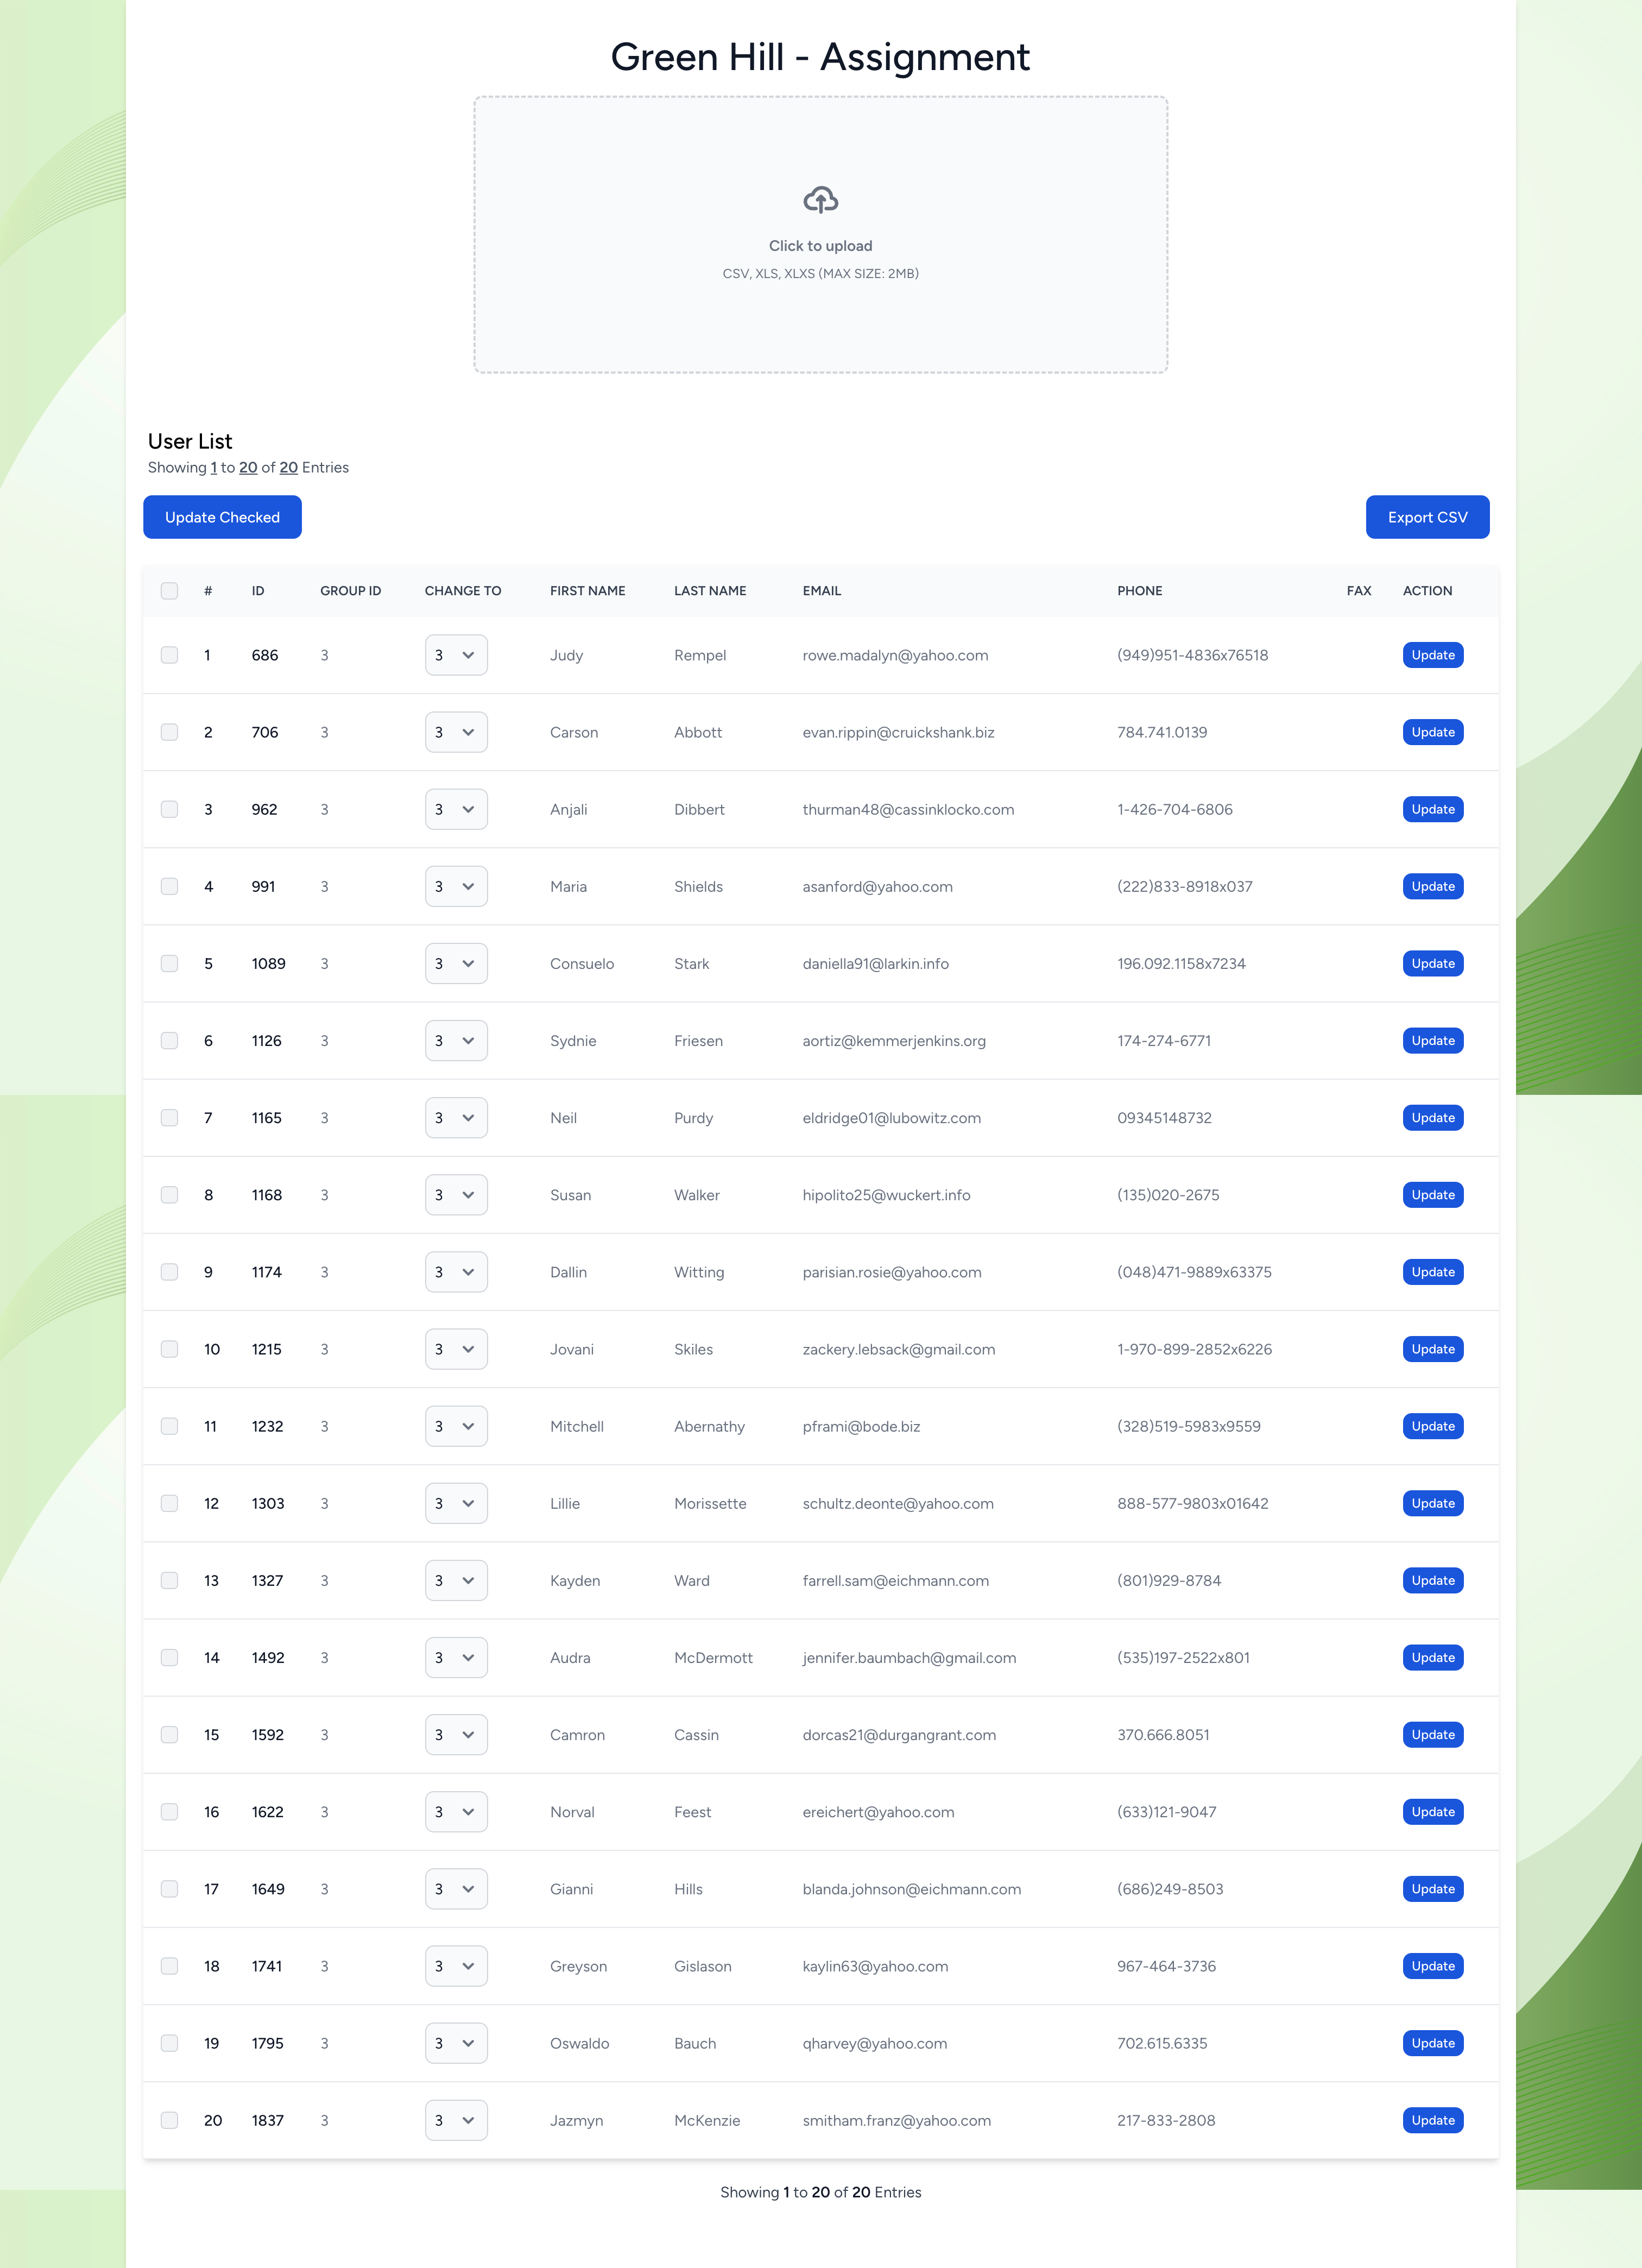 Green Hill - Assignment
Click to upload
CSV, XLS, XLXS (MAX SIZE: 2MB)
User List
Showing 1 to 20 of 20 Entries
Update Checked Export CSV
# ID GROUP ID CHANGE TO FIRST NAME LAST NAME EMAIL PHONE FAX ACTION
1 686 3 3 Judy Rempel rowe.madalyn@yahoo.com (949)951-4836x76518 Update
2 706 3 3 Carson Abbott evan.rippin@cruickshank.biz 784.741.0139 Update
3 962 3 3 Anjali Dibbert thurman48@cassinklocko.com 1-426-704-6806 Update
4 991 3 3 Maria Shields asanford@yahoo.com (222)833-8918x037 Update
5 1089 3 3 Consuelo Stark daniella91@larkin.info 196.092.1158x7234 Update
6 1126 3 3 Sydnie Friesen aortiz@kemmerjenkins.org 174-274-6771 Update
7 1165 3 3 Neil Purdy eldridge01@lubowitz.com 09345148732 Update
8 1168 3 3 Susan Walker hipolito25@wuckert.info (135)020-2675 Update
9 1174 3 3 Dallin Witting parisian.rosie@yahoo.com (048)471-9889x63375 Update
10 1215 3 3 Jovani Skiles zackery.lebsack@gmail.com 1-970-899-2852x6226 Update
11 1232 3 3 Mitchell Abernathy pframi@bode.biz (328)519-5983x9559 Update
12 1303 3 3 Lillie Morissette schultz.deonte@yahoo.com 888-577-9803x01642 Update
13 1327 3 3 Kayden Ward farrell.sam@eichmann.com (801)929-8784 Update
14 1492 3 3 Audra McDermott jennifer.baumbach@gmail.com (535)197-2522x801 Update
15 1592 3 3 Camron Cassin dorcas21@durgangrant.com 370.666.8051 Update
16 1622 3 3 Norval Feest ereichert@yahoo.com (633)121-9047 Update
17 1649 3 3 Gianni Hills blanda.johnson@eichmann.com (686)249-8503 Update
18 1741 3 3 Greyson Gislason kaylin63@yahoo.com 967-464-3736 Update
19 1795 3 3 Oswaldo Bauch qharvey@yahoo.com 702.615.6335 Update
20 1837 3 3 Jazmyn McKenzie smitham.franz@yahoo.com 217-833-2808 Update
Showing 1 to 20 of 20 Entries